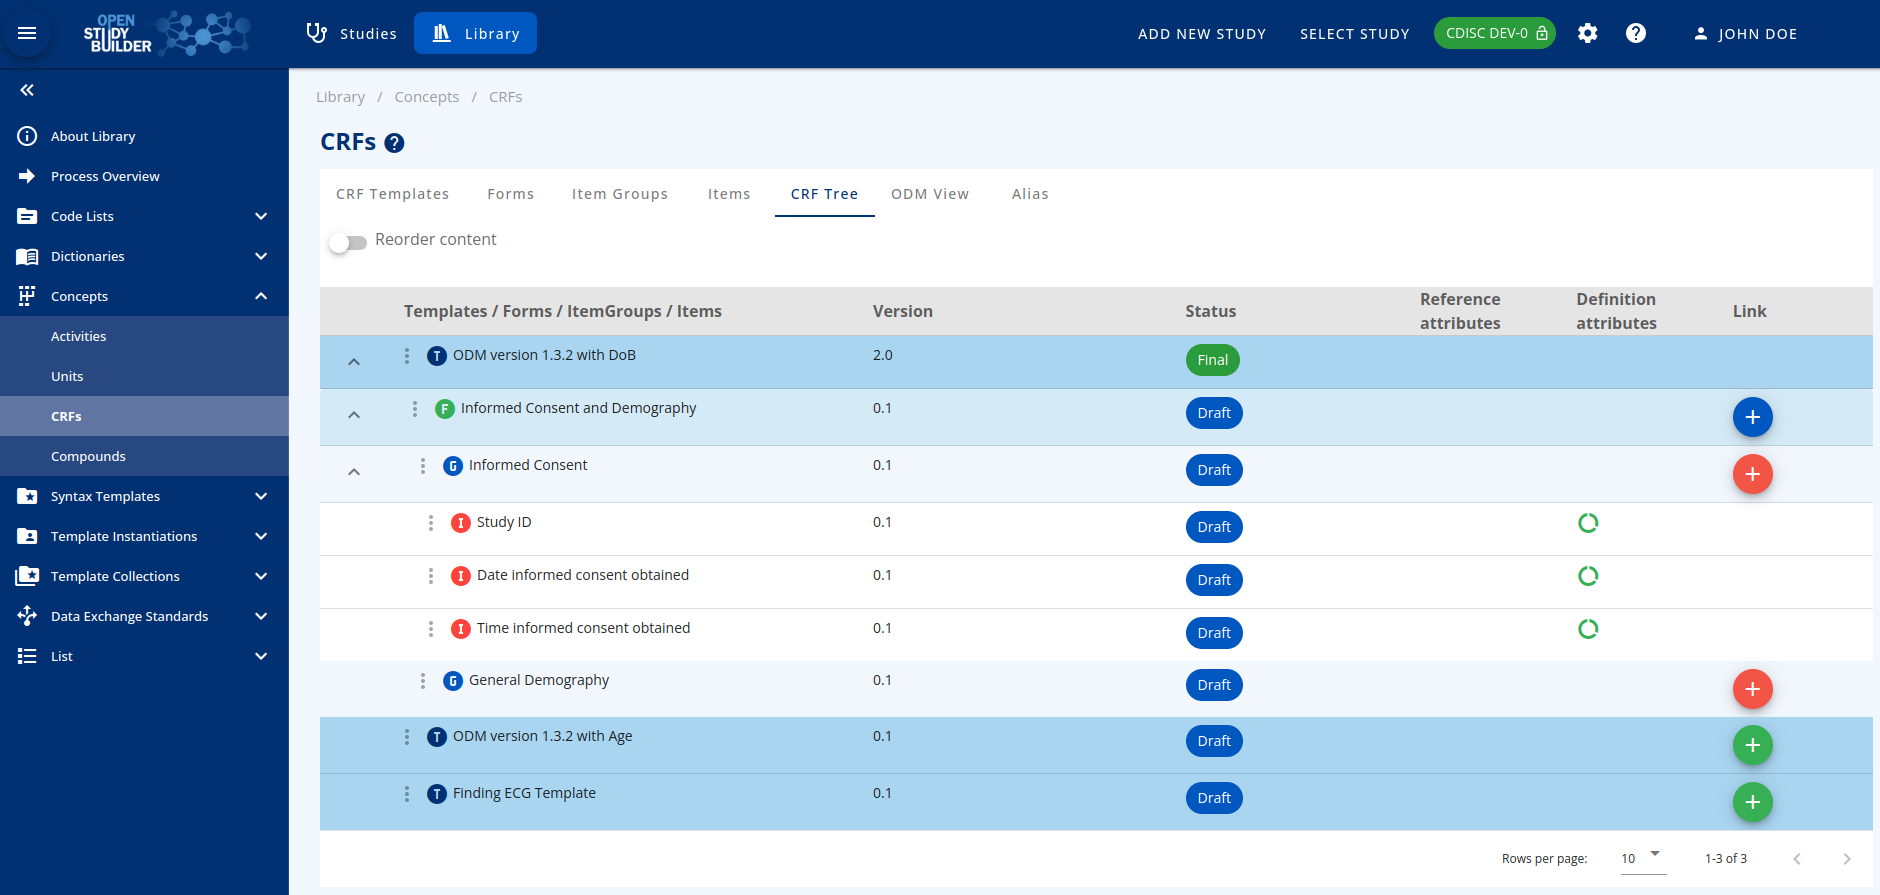 OPEN
STUDY
BUILDER
Studies
Library
ADD NEW STUDY
SELECT STUDY
CDISC DEV-0
?
JOHN DOE
About Library
Process Overview
Code Lists
Dictionaries
Concepts
Activities
Units
CRFs
Compounds
Syntax Templates
Template Instantiations
Template Collections
Data Exchange Standards
List
Library / Concepts / CRFs
CRFs ?
CRF Templates Forms Item Groups Items CRF Tree ODM View Alias
Reorder content
Templates / Forms / ItemGroups / Items Version Status Reference attributes Definition attributes Link
T ODM version 1.3.2 with DoB 2.0 Final
F Informed Consent and Demography 0.1 Draft +
G Informed Consent 0.1 Draft +
I Study ID 0.1 Draft
I Date informed consent obtained 0.1 Draft
I Time informed consent obtained 0.1 Draft
G General Demography 0.1 Draft +
T ODM version 1.3.2 with Age 0.1 Draft +
T Finding ECG Template 0.1 Draft +
Rows per page: 10 1-3 of 3